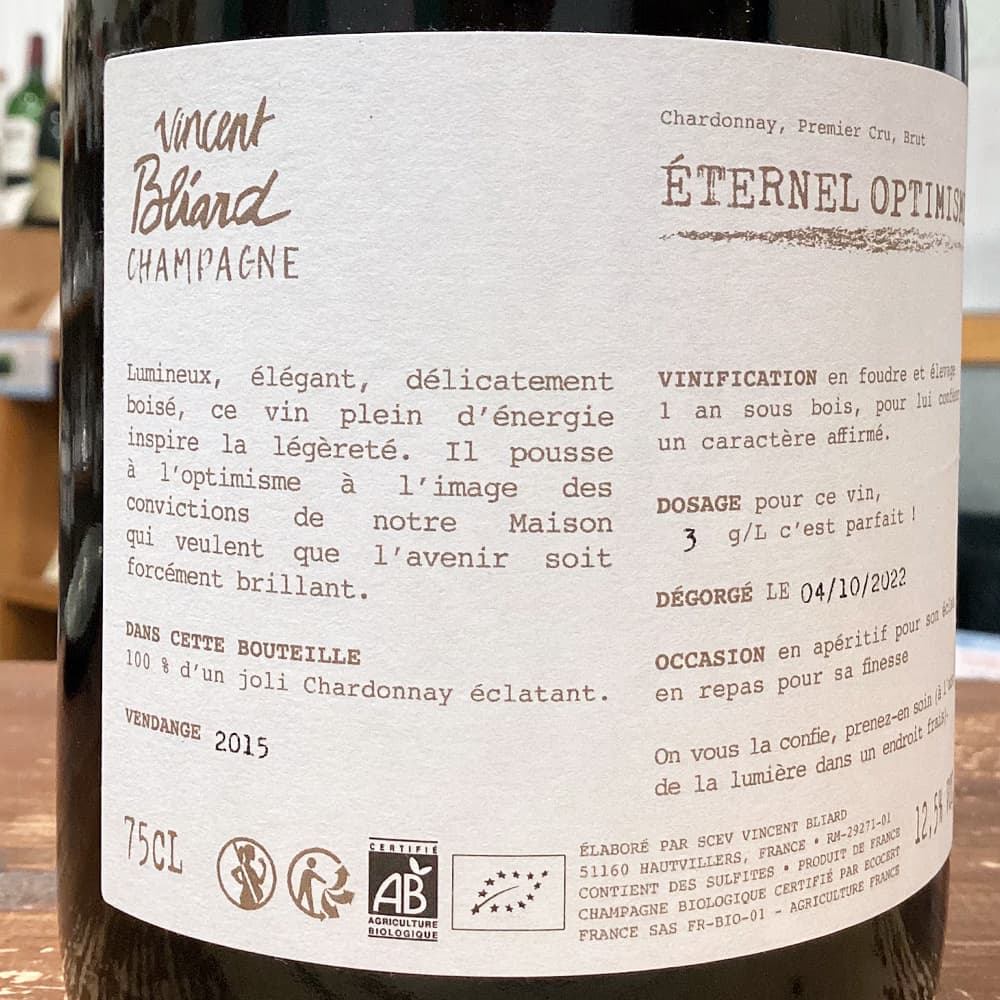 Vincent
Bliard
CHAMPAGNE
Lumineux, élégant, délicatement
boisé, ce vin plein d'énergie
inspire la légèreté. Il pousse
à l'optimisme à l'image des
convictions de notre Maison
qui veulent que l'avenir soit
forcément brillant.
DANS CETTE BOUTEILLE
100 % d'un joli Chardonnay éclatant.
VENDANGE 2015
75CL
CERTIFIÉ
AB
AGRICULTURE
BIOLOGIQUE
Chardonnay, Premier Cru, Brut
ÉTERNEL OPTIMISM
VINIFICATION en foudre et élevage
1 an sous bois, pour lui
un caractère affirmé.
DOSAGE pour ce vin,
3 g/L c'est parfait !
DÉGORGÉ LE 04/10/2022
OCCASION en apéritif pour son
en repas pour sa finesse
On vous la confie, prenez-en soin (à
de la lumière dans un endroit frais).
12,5%
ÉLABORÉ PAR SCEV VINCENT BLIARD
51160 HAUTVILLERS, FRANCE • RM-29271-01
CONTIENT DES SULFITES • PRODUIT DE FRANCE
CHAMPAGNE BIOLOGIQUE CERTIFIÉ PAR ECOCERT
FRANCE SAS FR-BIO-01 - AGRICULTURE FRANCE